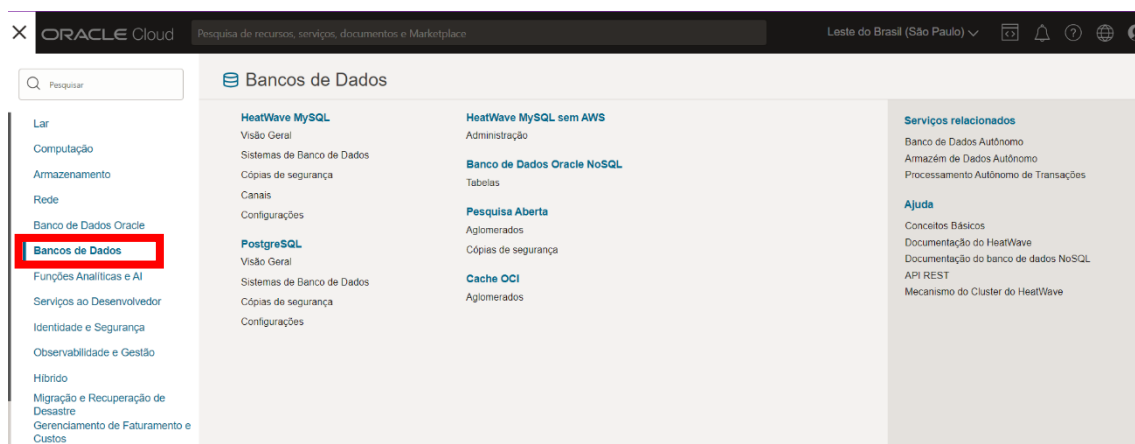 ORACLE Cloud
Pesquisa de recursos, serviços, documentos e Marketplace
Leste do Brasil (São Paulo)
Pesquisar
Lar
Computação
Armazenamento
Rede
Banco de Dados Oracle
Bancos de Dados
Funções Analíticas e AI
Serviços ao Desenvolvedor
Identidade e Segurança
Observabilidade e Gestão
Híbrido
Migração e Recuperação de
Desastre
Gerenciamento de Faturamento e
Custos
Bancos de Dados
HeatWave MySQL
Visão Geral
Sistemas de Banco de Dados
Cópias de segurança
Canais
Configurações
PostgreSQL
Visão Geral
Sistemas de Banco de Dados
Cópias de segurança
Configurações
HeatWave MySQL sem AWS
Administração
Banco de Dados Oracle NoSQL
Tabelas
Pesquisa Aberta
Aglomerados
Cópias de segurança
Cache OCI
Aglomerados
Serviços relacionados
Banco de Dados Autônomo
Armazém de Dados Autônomo
Processamento Autônomo de Transações
Ajuda
Conceitos Básicos
Documentação do HeatWave
Documentação do banco de dados NoSQL
API REST
Mecanismo do Cluster do HeatWave